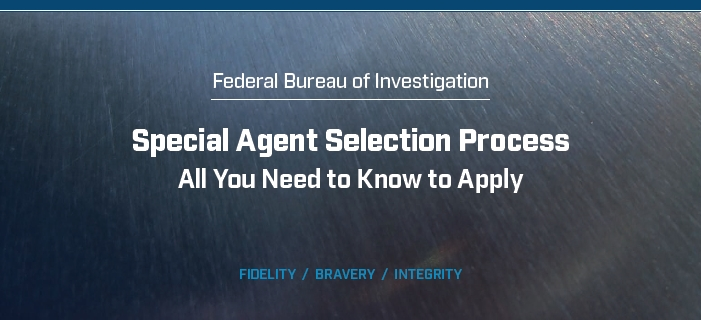 Federal Bureau of Investigation
Special Agent Selection Process
All You Need to Know to Apply
FIDELITY / BRAVERY / INTEGRITY